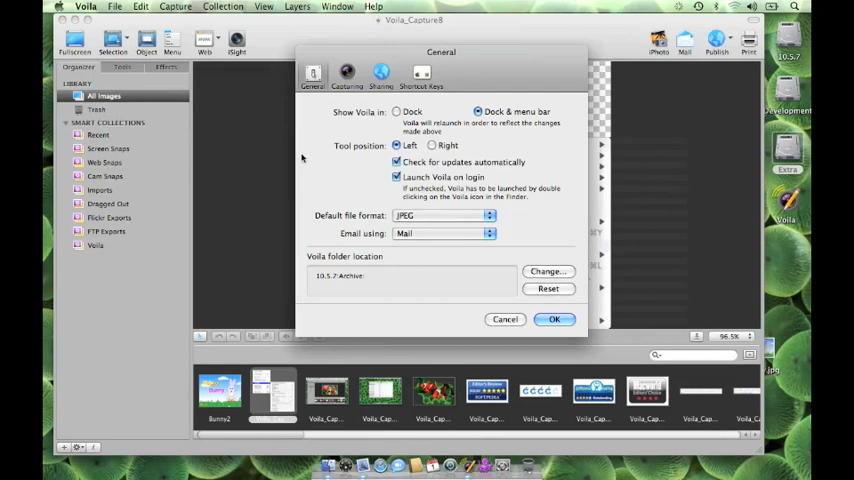 Voila File Edit Capture Collection View Layers Window Help
Voila_Capture8
Fullscreen Selection Object Menu Web iSight
iPhoto Mail Publish Print
Organizer Tools Effects
LIBRARY
All Images
Trash
SMART COLLECTIONS
Recent
Screen Snaps
Web Snaps
Cam Snaps
Imports
Dragged Out
Flickr Exports
FTP Exports
Voila
General
General Capturing Sharing Shortcut Keys
Show Voila in: Dock Dock & menu bar
Voila will relaunch in order to reflect the changes
made above
Tool position: Left Right
Check for updates automatically
Launch Voila on login
If unchecked, Voila has to be launched by double
clicking on the Voila icon in the Finder.
Default file format: JPEG
Email using: Mail
Voila folder location
10.5.7:Archive:
Change...
Reset
Cancel OK
96.5%
Bunny2 Voila_Cap... Voila_Cap... Voila_Cap... Voila_Cap... Voila_Cap... Voila_Cap... Voila_Cap... Voila_Cap...
10.5.7
Extra
Voila